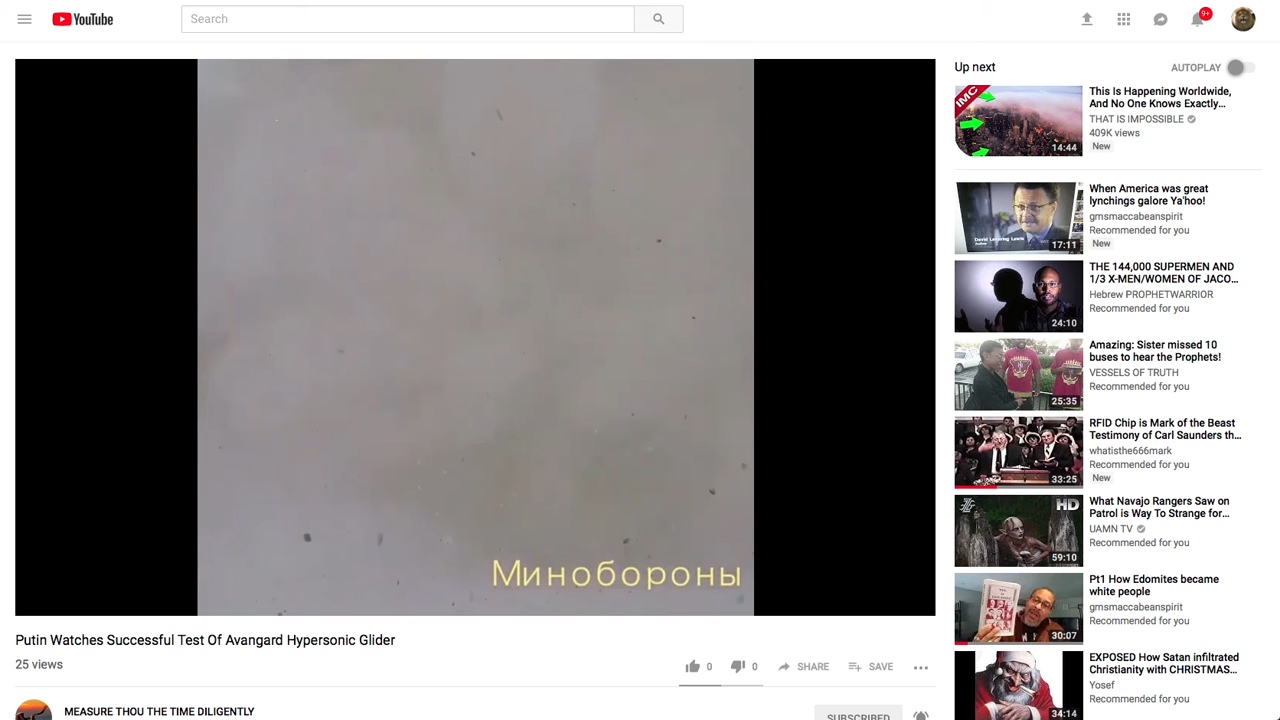 YouTube
Search
9+
Минобороны
Putin Watches Successful Test Of Avangard Hypersonic Glider
25 views
0
0
SHARE
SAVE
MEASURE THOU THE TIME DILIGENTLY
SUBSCRIBED
Up next
AUTOPLAY
IMC
14:44
This Is Happening Worldwide,
And No One Knows Exactly...
THAT IS IMPOSSIBLE
409K views
New
David Levering Lewis
17:11
When America was great
lynchings galore Ya'hoo!
gmsmaccabeanspirit
Recommended for you
New
24:10
THE 144,000 SUPERMEN AND
1/3 X-MEN/WOMEN OF JACO...
Hebrew PROPHETWARRIOR
Recommended for you
25:35
Amazing: Sister missed 10
buses to hear the Prophets!
VESSELS OF TRUTH
Recommended for you
33:25
RFID Chip is Mark of the Beast
Testimony of Carl Saunders th...
whatisthe666mark
Recommended for you
New
HD
59:10
What Navajo Rangers Saw on
Patrol is Way To Strange for...
UAMN TV
Recommended for you
30:07
Pt1 How Edomites became
white people
gmsmaccabeanspirit
Recommended for you
34:14
EXPOSED How Satan infiltrated
Christianity with CHRISTMAS...
Yosef
Recommended for you